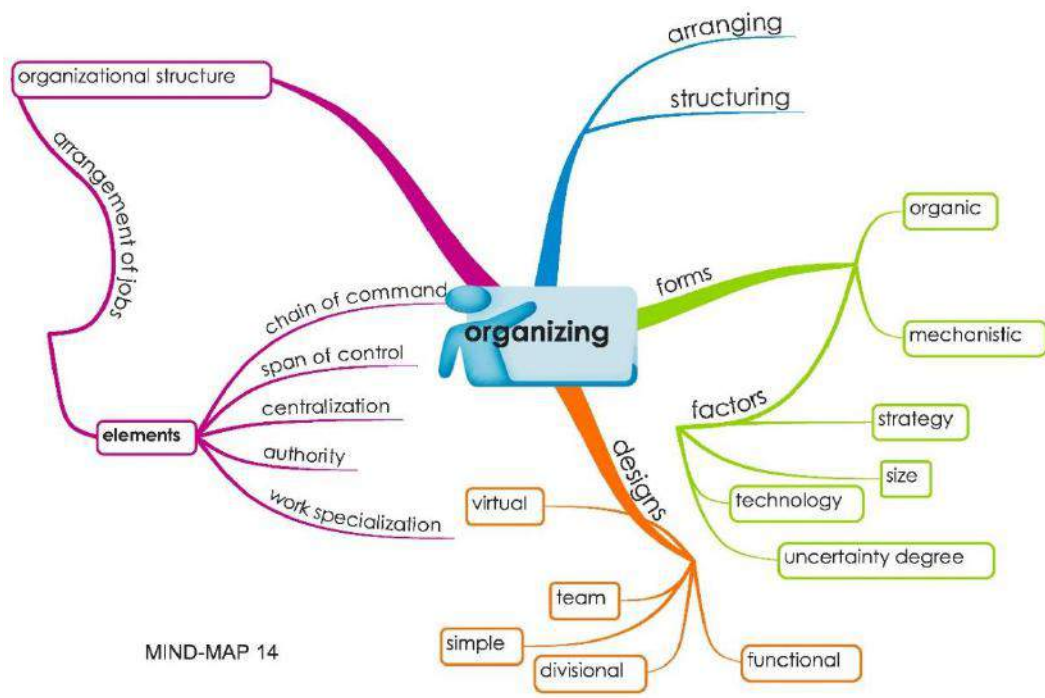 organizing
arranging
structuring
organizational structure
arrangement of jobs
elements
chain of command
span of control
centralization
authority
work specialization
forms
organic
mechanistic
factors
strategy
size
technology
uncertainty degree
designs
virtual
team
simple
divisional
functional
MIND-MAP 14